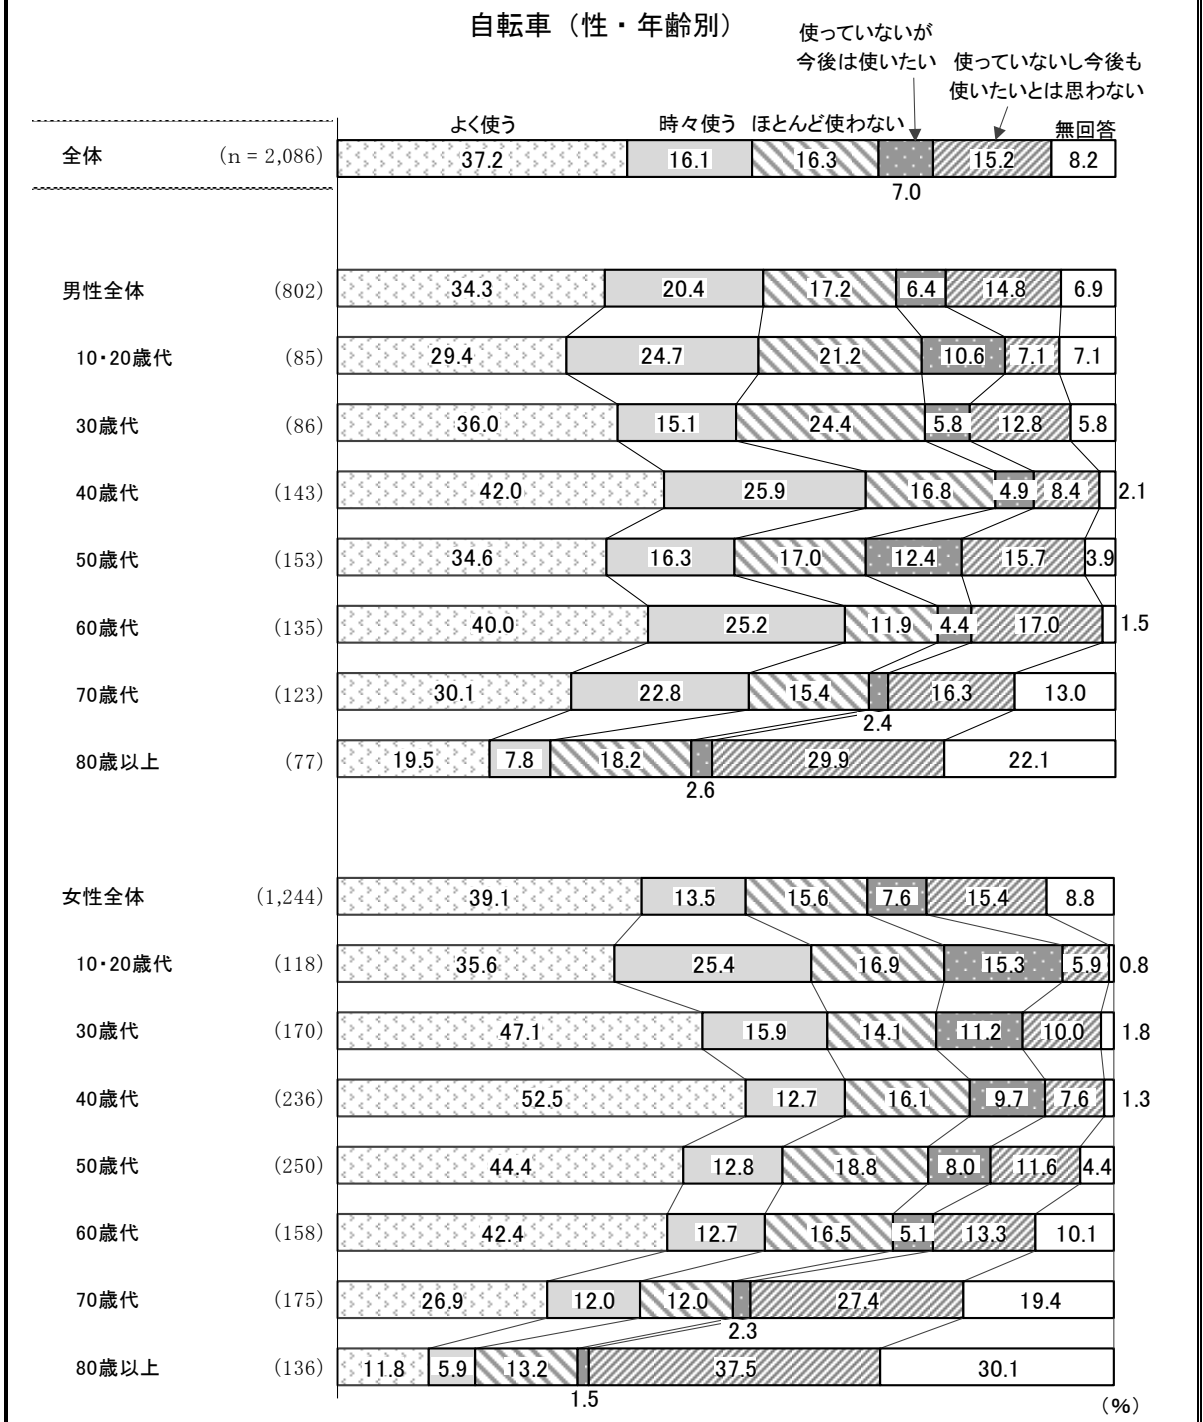 自転車（性・年齢別）
使っていないが
今後は使いたい
使っていないし今後も
使いたいとは思わない
よく使う 時々使う ほとんど使わない 無回答
全体 (n = 2,086) 37.2 16.1 16.3 15.2 8.2
7.0
男性全体 (802) 34.3 20.4 17.2 6.4 14.8 6.9
10・20歳代 (85) 29.4 24.7 21.2 10.6 7.1 7.1
30歳代 (86) 36.0 15.1 24.4 5.8 12.8 5.8
40歳代 (143) 42.0 25.9 16.8 4.9 8.4 2.1
50歳代 (153) 34.6 16.3 17.0 12.4 15.7 3.9
60歳代 (135) 40.0 25.2 11.9 4.4 17.0 1.5
70歳代 (123) 30.1 22.8 15.4 16.3 13.0
2.4
80歳以上 (77) 19.5 7.8 18.2 29.9 22.1
2.6
女性全体 (1,244) 39.1 13.5 15.6 7.6 15.4 8.8
10・20歳代 (118) 35.6 25.4 16.9 15.3 5.9 0.8
30歳代 (170) 47.1 15.9 14.1 11.2 10.0 1.8
40歳代 (236) 52.5 12.7 16.1 9.7 7.6 1.3
50歳代 (250) 44.4 12.8 18.8 8.0 11.6 4.4
60歳代 (158) 42.4 12.7 16.5 5.1 13.3 10.1
70歳代 (175) 26.9 12.0 12.0 27.4 19.4
2.3
80歳以上 (136) 11.8 5.9 13.2 37.5 30.1
1.5
(%)